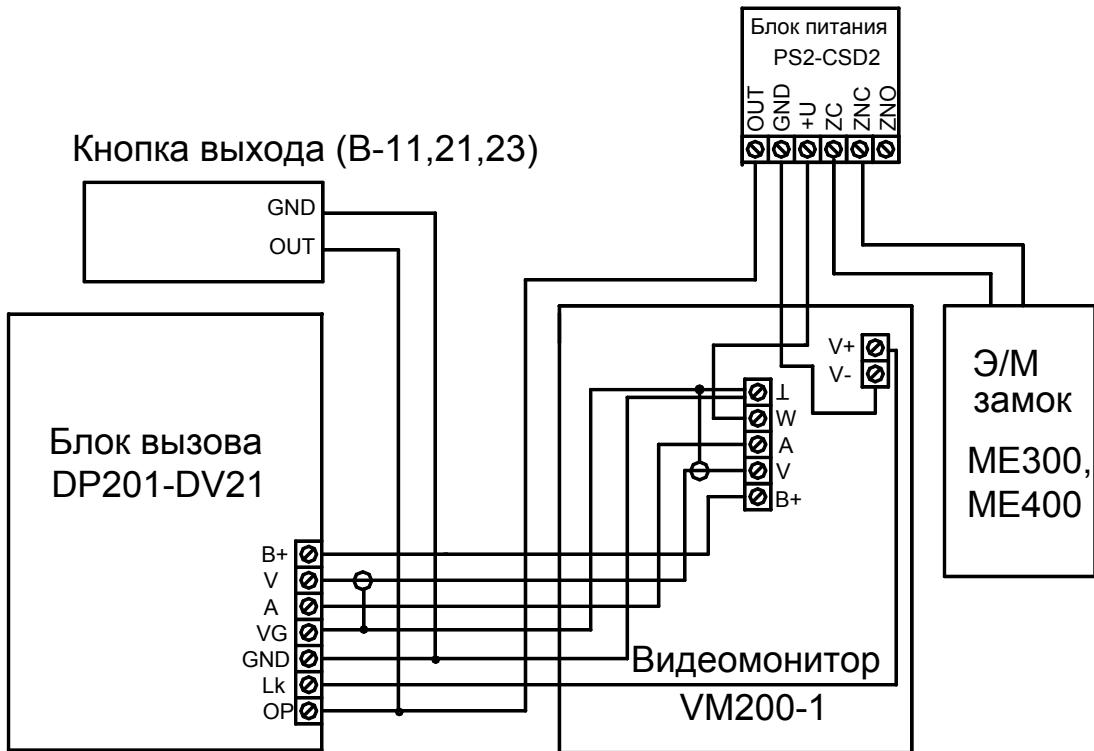 Блок питания
PS2-CSD2
OUT
GND
+U
ZC
ZNC
ZNO
Кнопка выхода (B-11,21,23)
GND
OUT
Блок вызова
DP201-DV21
B+
V
A
VG
GND
Lk
OP
V+
V-
⊥
W
A
V
B+
Видеомонитор
VM200-1
Э/М
замок
ME300,
ME400